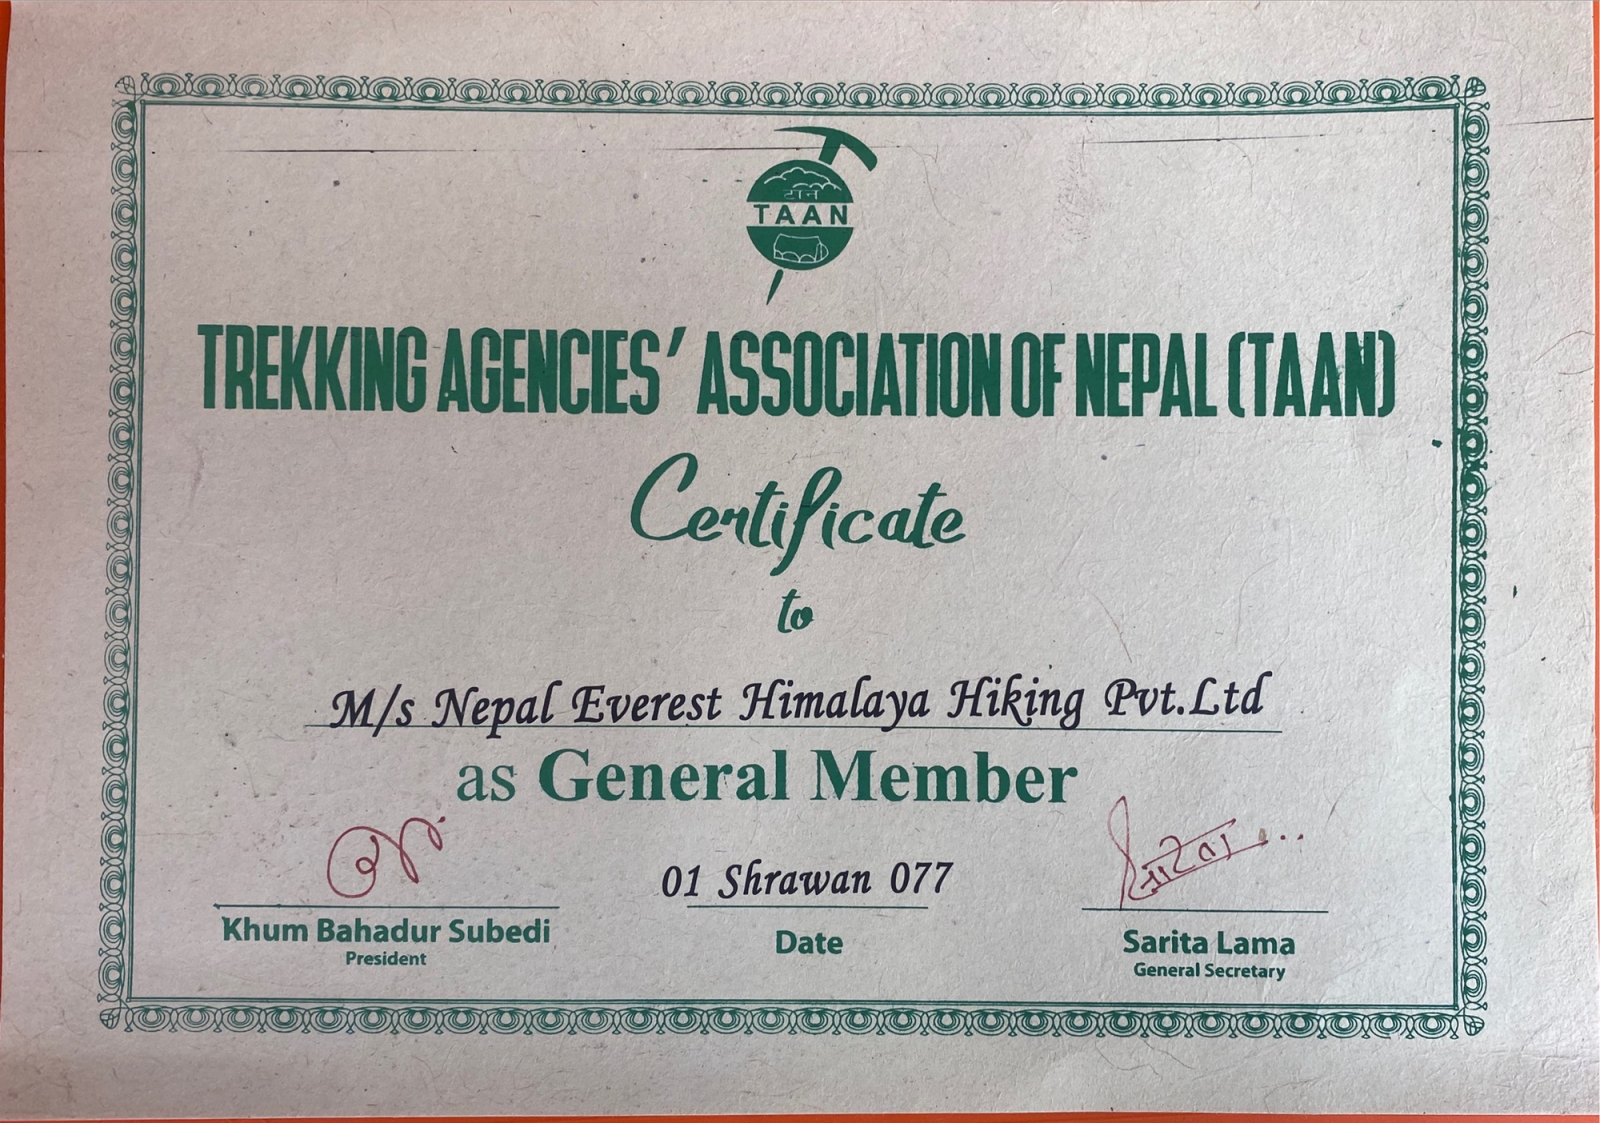 टान
TAAN
TREKKING AGENCIES' ASSOCIATION OF NEPAL (TAAN)
Certificate
to
M/s Nepal Everest Himalaya Hiking Pvt.Ltd
as General Member
01 Shrawan 077
Khum Bahadur Subedi
President
Date
सरिता
Sarita Lama
General Secretary